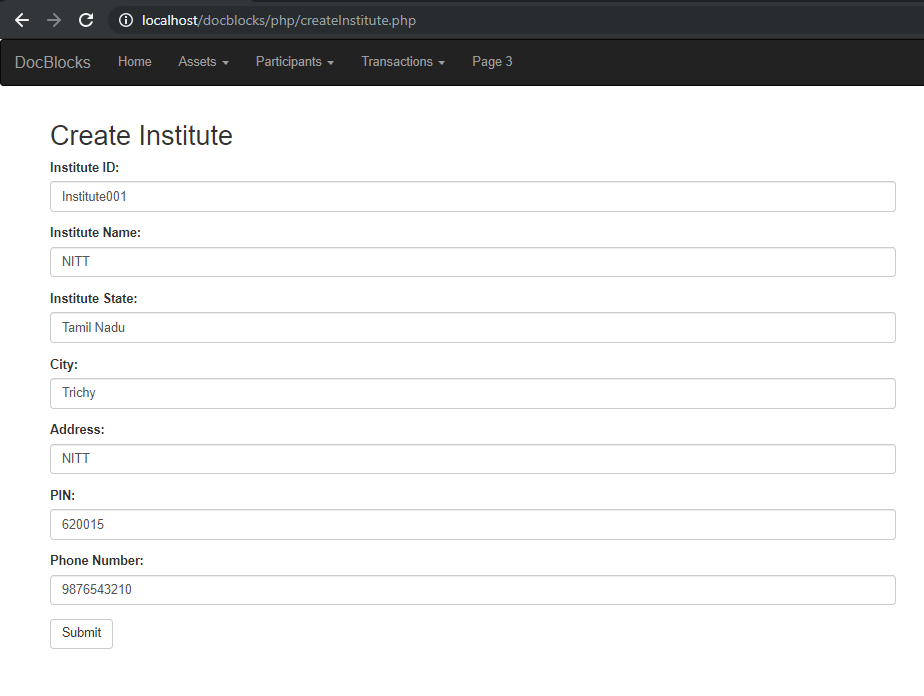 localhost/docblocks/php/createInstitute.php
DocBlocks Home Assets Participants Transactions Page 3
Create Institute
Institute ID:
Institute001
Institute Name:
NITT
Institute State:
Tamil Nadu
City:
Trichy
Address:
NITT
PIN:
620015
Phone Number:
9876543210
Submit